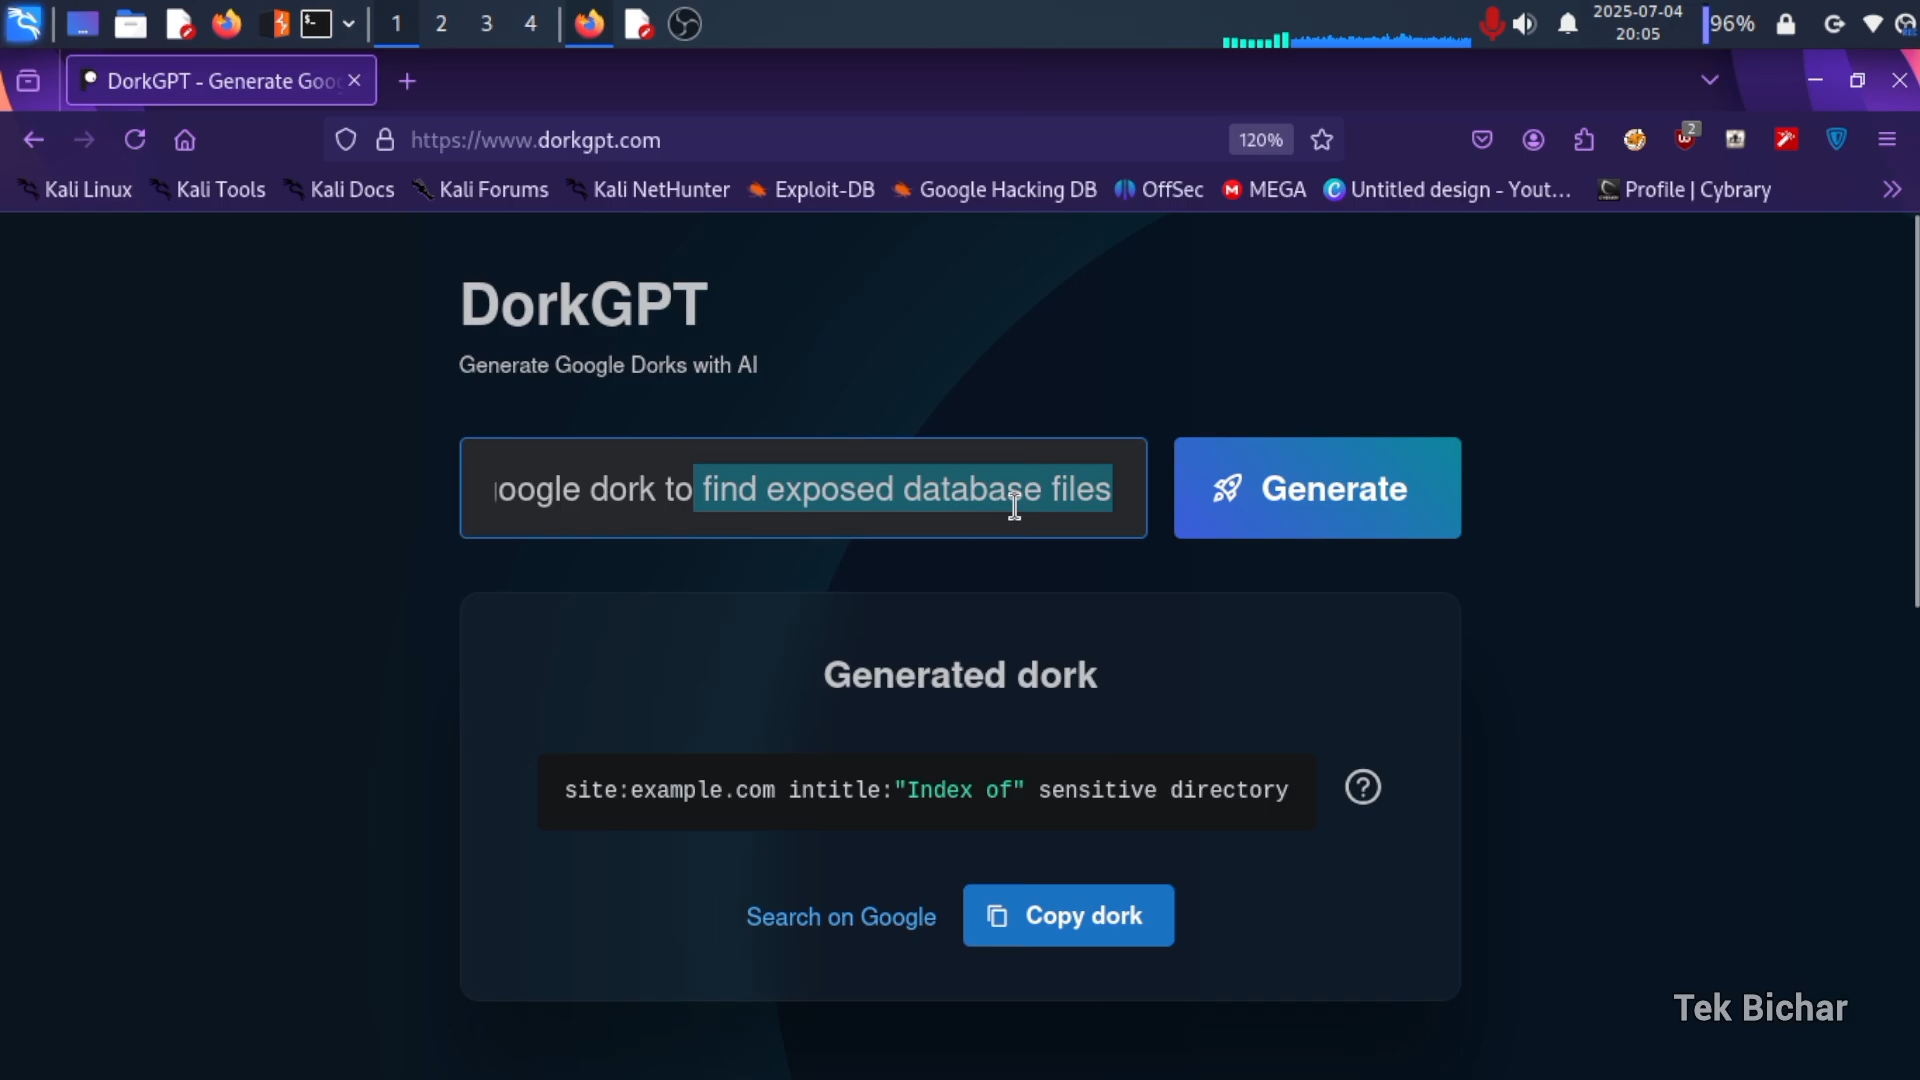 1 2 3 4
2025-07-04
20:05
96%
DorkGPT - Generate Goo
https://www.dorkgpt.com
120%
2
Kali Linux
Kali Tools
Kali Docs
Kali Forums
Kali NetHunter
Exploit-DB
Google Hacking DB
OffSec
MEGA
Untitled design - Yout...
Profile | Cybrary
DorkGPT
Generate Google Dorks with AI
oogle dork to find exposed database files
Generate
Generated dork
site:example.com intitle:"Index of" sensitive directory
Search on Google
Copy dork
Tek Bichar